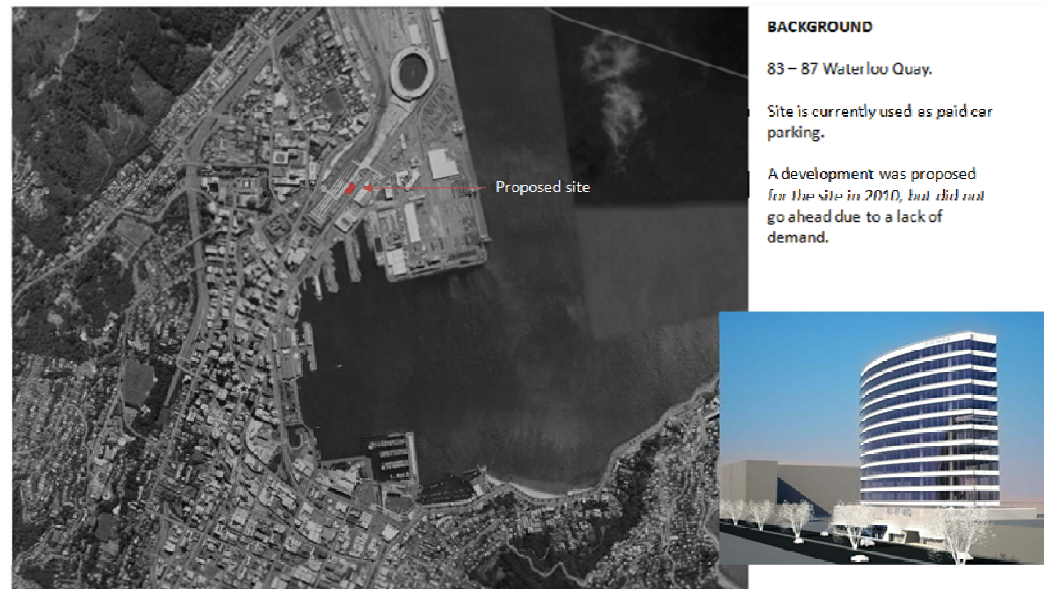 BACKGROUND
83 – 87 Waterloo Quay.
Site is currently used as paid car
parking.
A development was proposed
for the site in 2010, but did not
go ahead due to a lack of
demand.
Proposed site